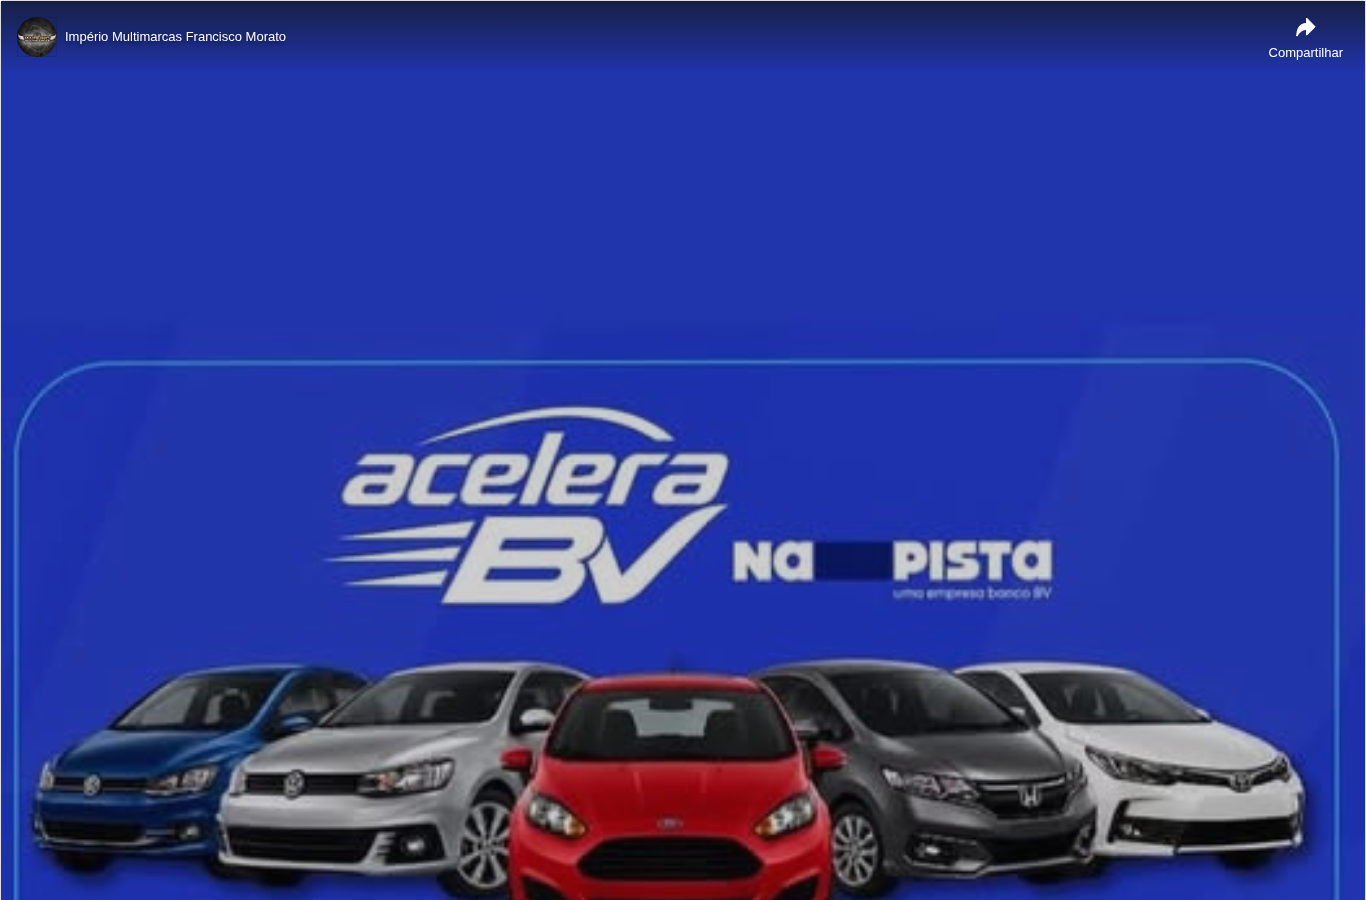 Império Multimarcas Francisco Morato
Compartilhar
acelera
BV
Na PISTa
uma empresa banco BV